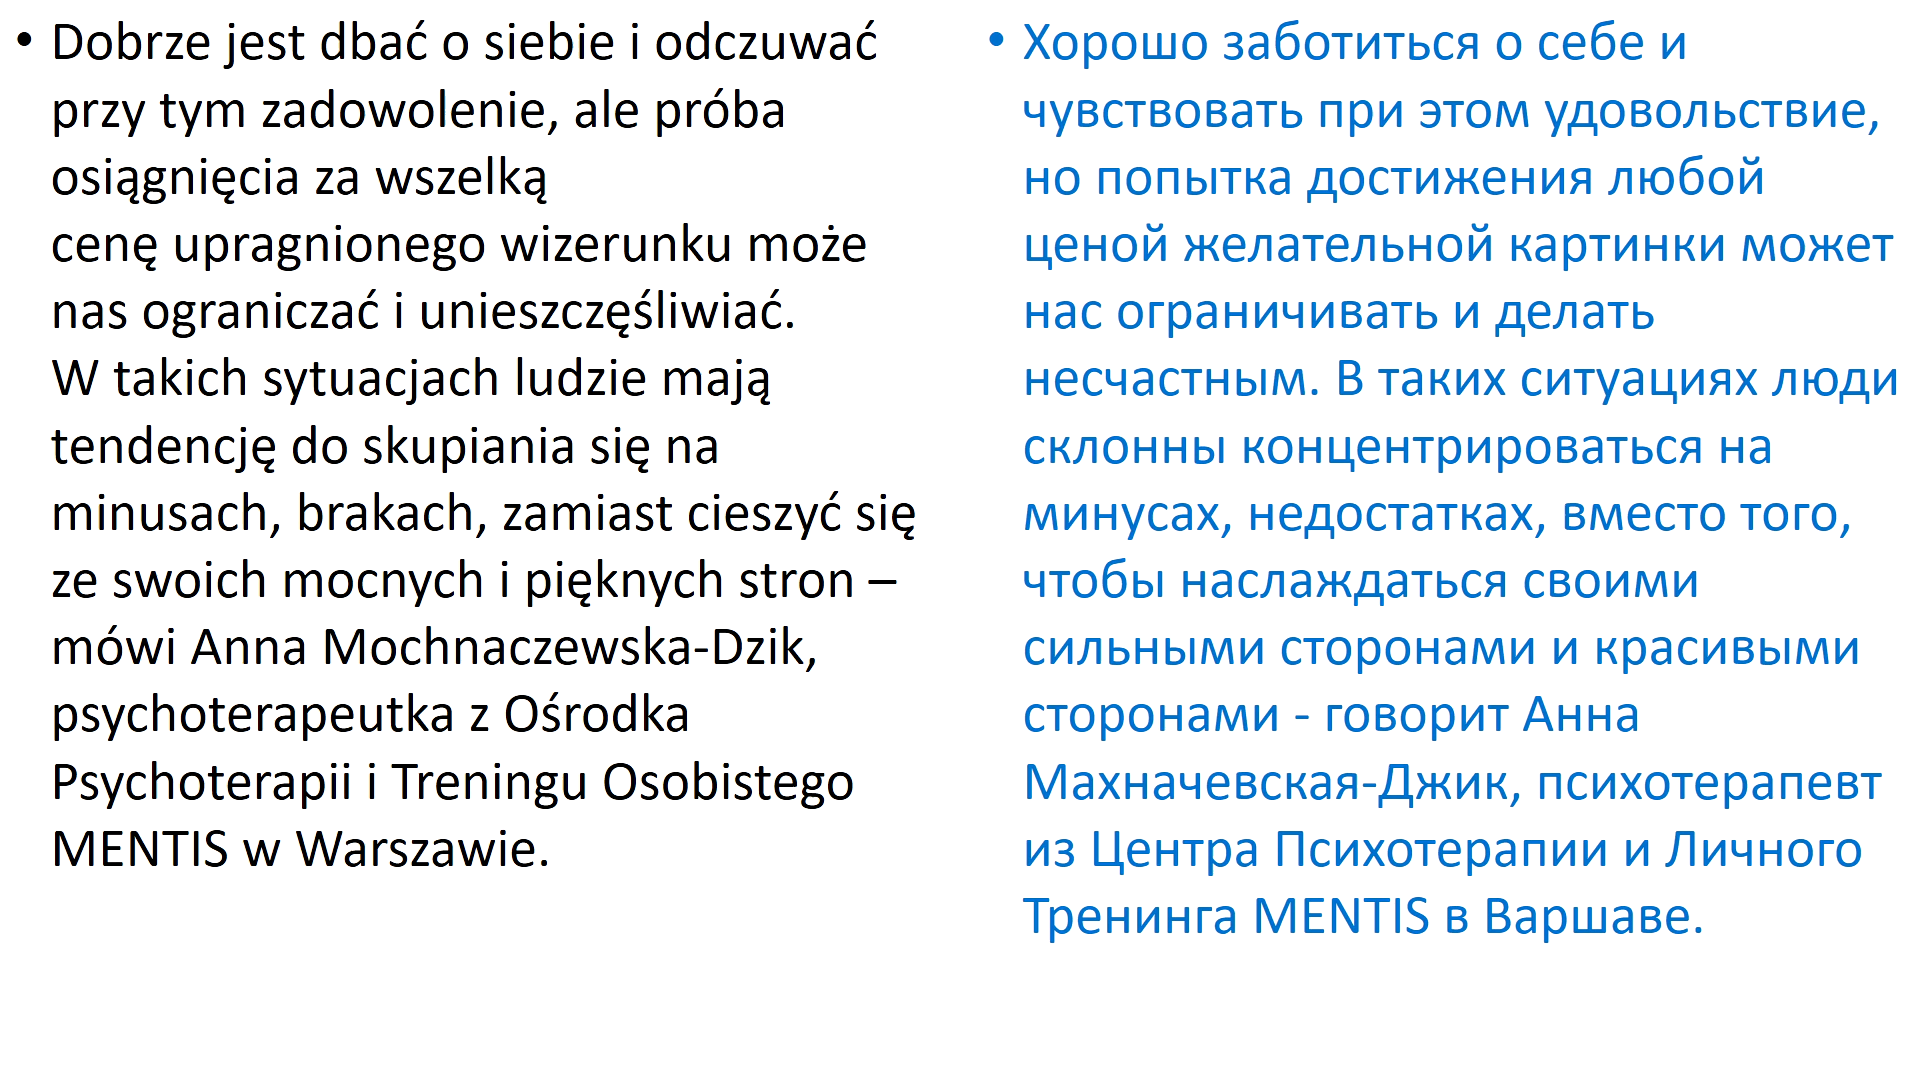 • Dobrze jest dbać o siebie i odczuwać
przy tym zadowolenie, ale próba
osiągnięcia za wszelką
cenę upragnionego wizerunku może
nas ograniczać i unieszczęśliwiać.
W takich sytuacjach ludzie mają
tendencję do skupiania się na
minusach, brakach, zamiast cieszyć się
ze swoich mocnych i pięknych stron –
mówi Anna Mochnaczewska-Dzik,
psychoterapeutka z Ośrodka
Psychoterapii i Treningu Osobistego
MENTIS w Warszawie.
• Хорошо заботиться о себе и
чувствовать при этом удовольствие,
но попытка достижения любой
ценой желательной картинки может
нас ограничивать и делать
несчастным. В таких ситуациях люди
склонны концентрироваться на
минусах, недостатках, вместо того,
чтобы наслаждаться своими
сильными сторонами и красивыми
сторонами - говорит Анна
Махначевская-Джик, психотерапевт
из Центра Психотерапии и Личного
Тренинга MENTIS в Варшаве.